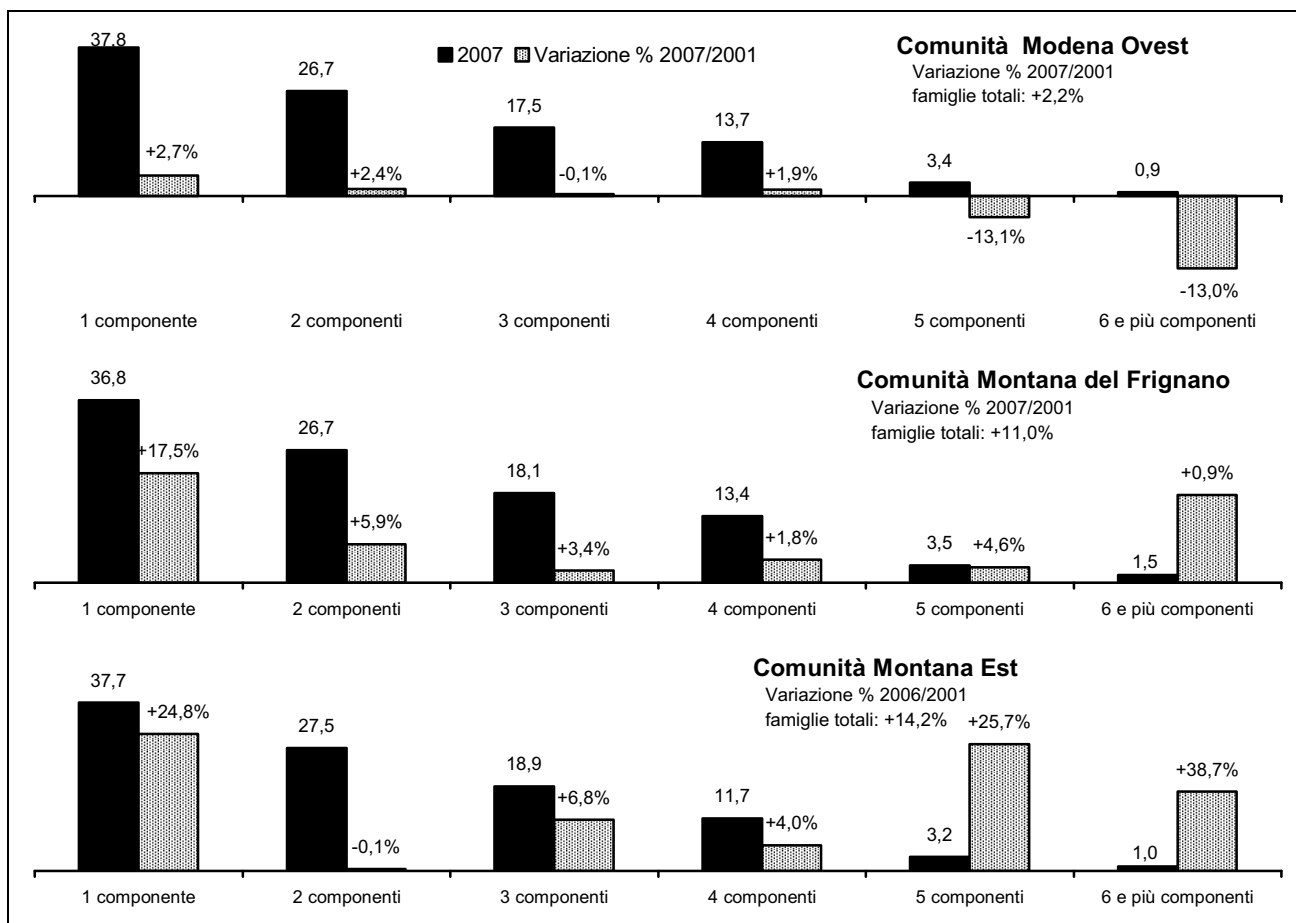 37,8
2007 Variazione % 2007/2001
Comunità Modena Ovest
Variazione % 2007/2001
famiglie totali: +2,2%
26,7
17,5
13,7
+2,7%
+2,4%
-0,1%
+1,9%
3,4
0,9
-13,1%
-13,0%
1 componente 2 componenti 3 componenti 4 componenti 5 componenti 6 e più componenti
36,8
Comunità Montana del Frignano
Variazione % 2007/2001
famiglie totali: +11,0%
26,7
+17,5%
18,1
13,4
+0,9%
+5,9%
+3,4%
+1,8%
3,5
+4,6%
1,5
1 componente 2 componenti 3 componenti 4 componenti 5 componenti 6 e più componenti
Comunità Montana Est
Variazione % 2006/2001
famiglie totali: +14,2%
37,7
+24,8%
27,5
+25,7%
18,9
+6,8%
11,7
+4,0%
+38,7%
-0,1%
3,2
1,0
1 componente 2 componenti 3 componenti 4 componenti 5 componenti 6 e più componenti